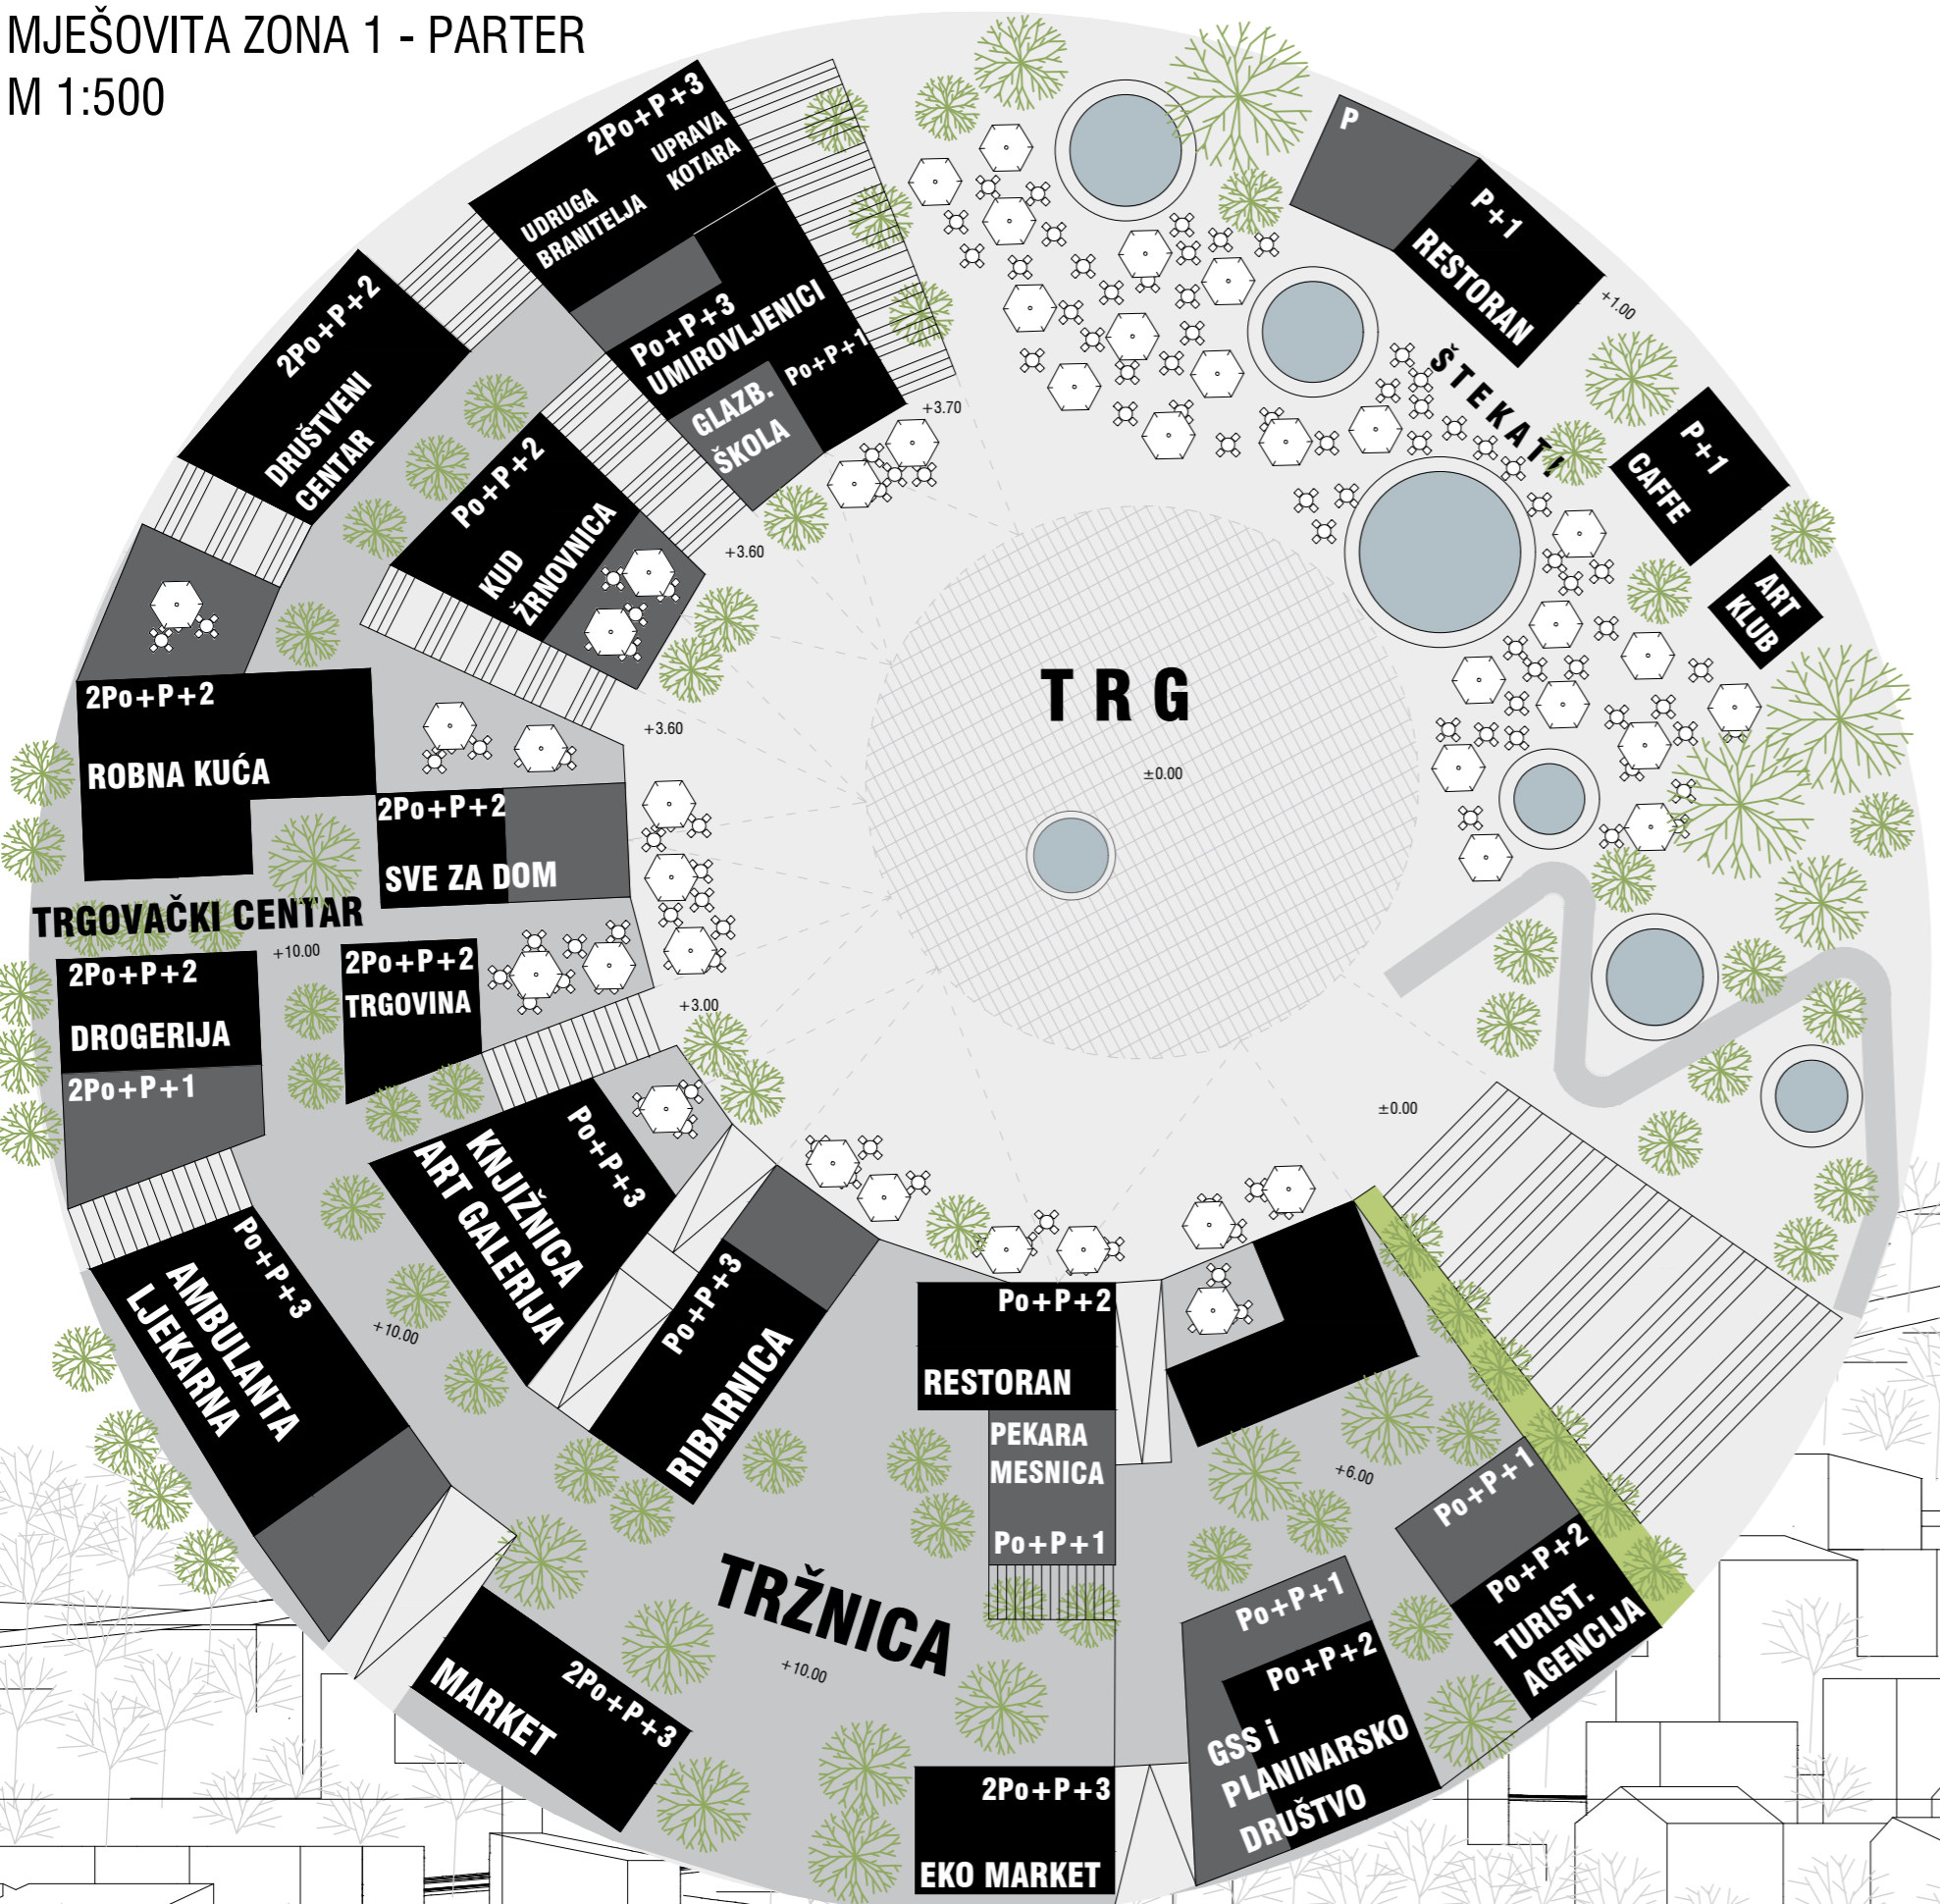 MJEŠOVITA ZONA 1 - PARTER
M 1:500
2Po+P+3
UPRAVA
KOTARA
UDRUGA
BRANITELJA
Po+P+3
UMIROVLJENICI
Po+P+1
GLAZB.
ŠKOLA
+3.70
2Po+P+2
DRUŠTVENI
CENTAR
Po+P+2
KUD
ŽRNOVNICA
+3.60
+3.60
P
P+1
RESTORAN
+1.00
ŠTEKATI
P+1
CAFFE
ART
KLUB
TRG
±0.00
2Po+P+2
ROBNA KUĆA
2Po+P+2
SVE ZA DOM
TRGOVAČKI CENTAR
+10.00
2Po+P+2
DROGERIJA
2Po+P+1
2Po+P+2
TRGOVINA
+3.00
±0.00
Po+P+3
KNJIŽNICA
ART GALERIJA
Po+P+3
AMBULANTA
LJEKARNA
+10.00
Po+P+3
RIBARNICA
Po+P+2
RESTORAN
PEKARA
MESNICA
Po+P+1
+6.00
Po+P+1
Po+P+2
TURIST.
AGENCIJA
TRŽNICA
+10.00
2Po+P+3
MARKET
2Po+P+3
EKO MARKET
Po+P+1
Po+P+2
GSS i
PLANINARSKO
DRUŠTVO